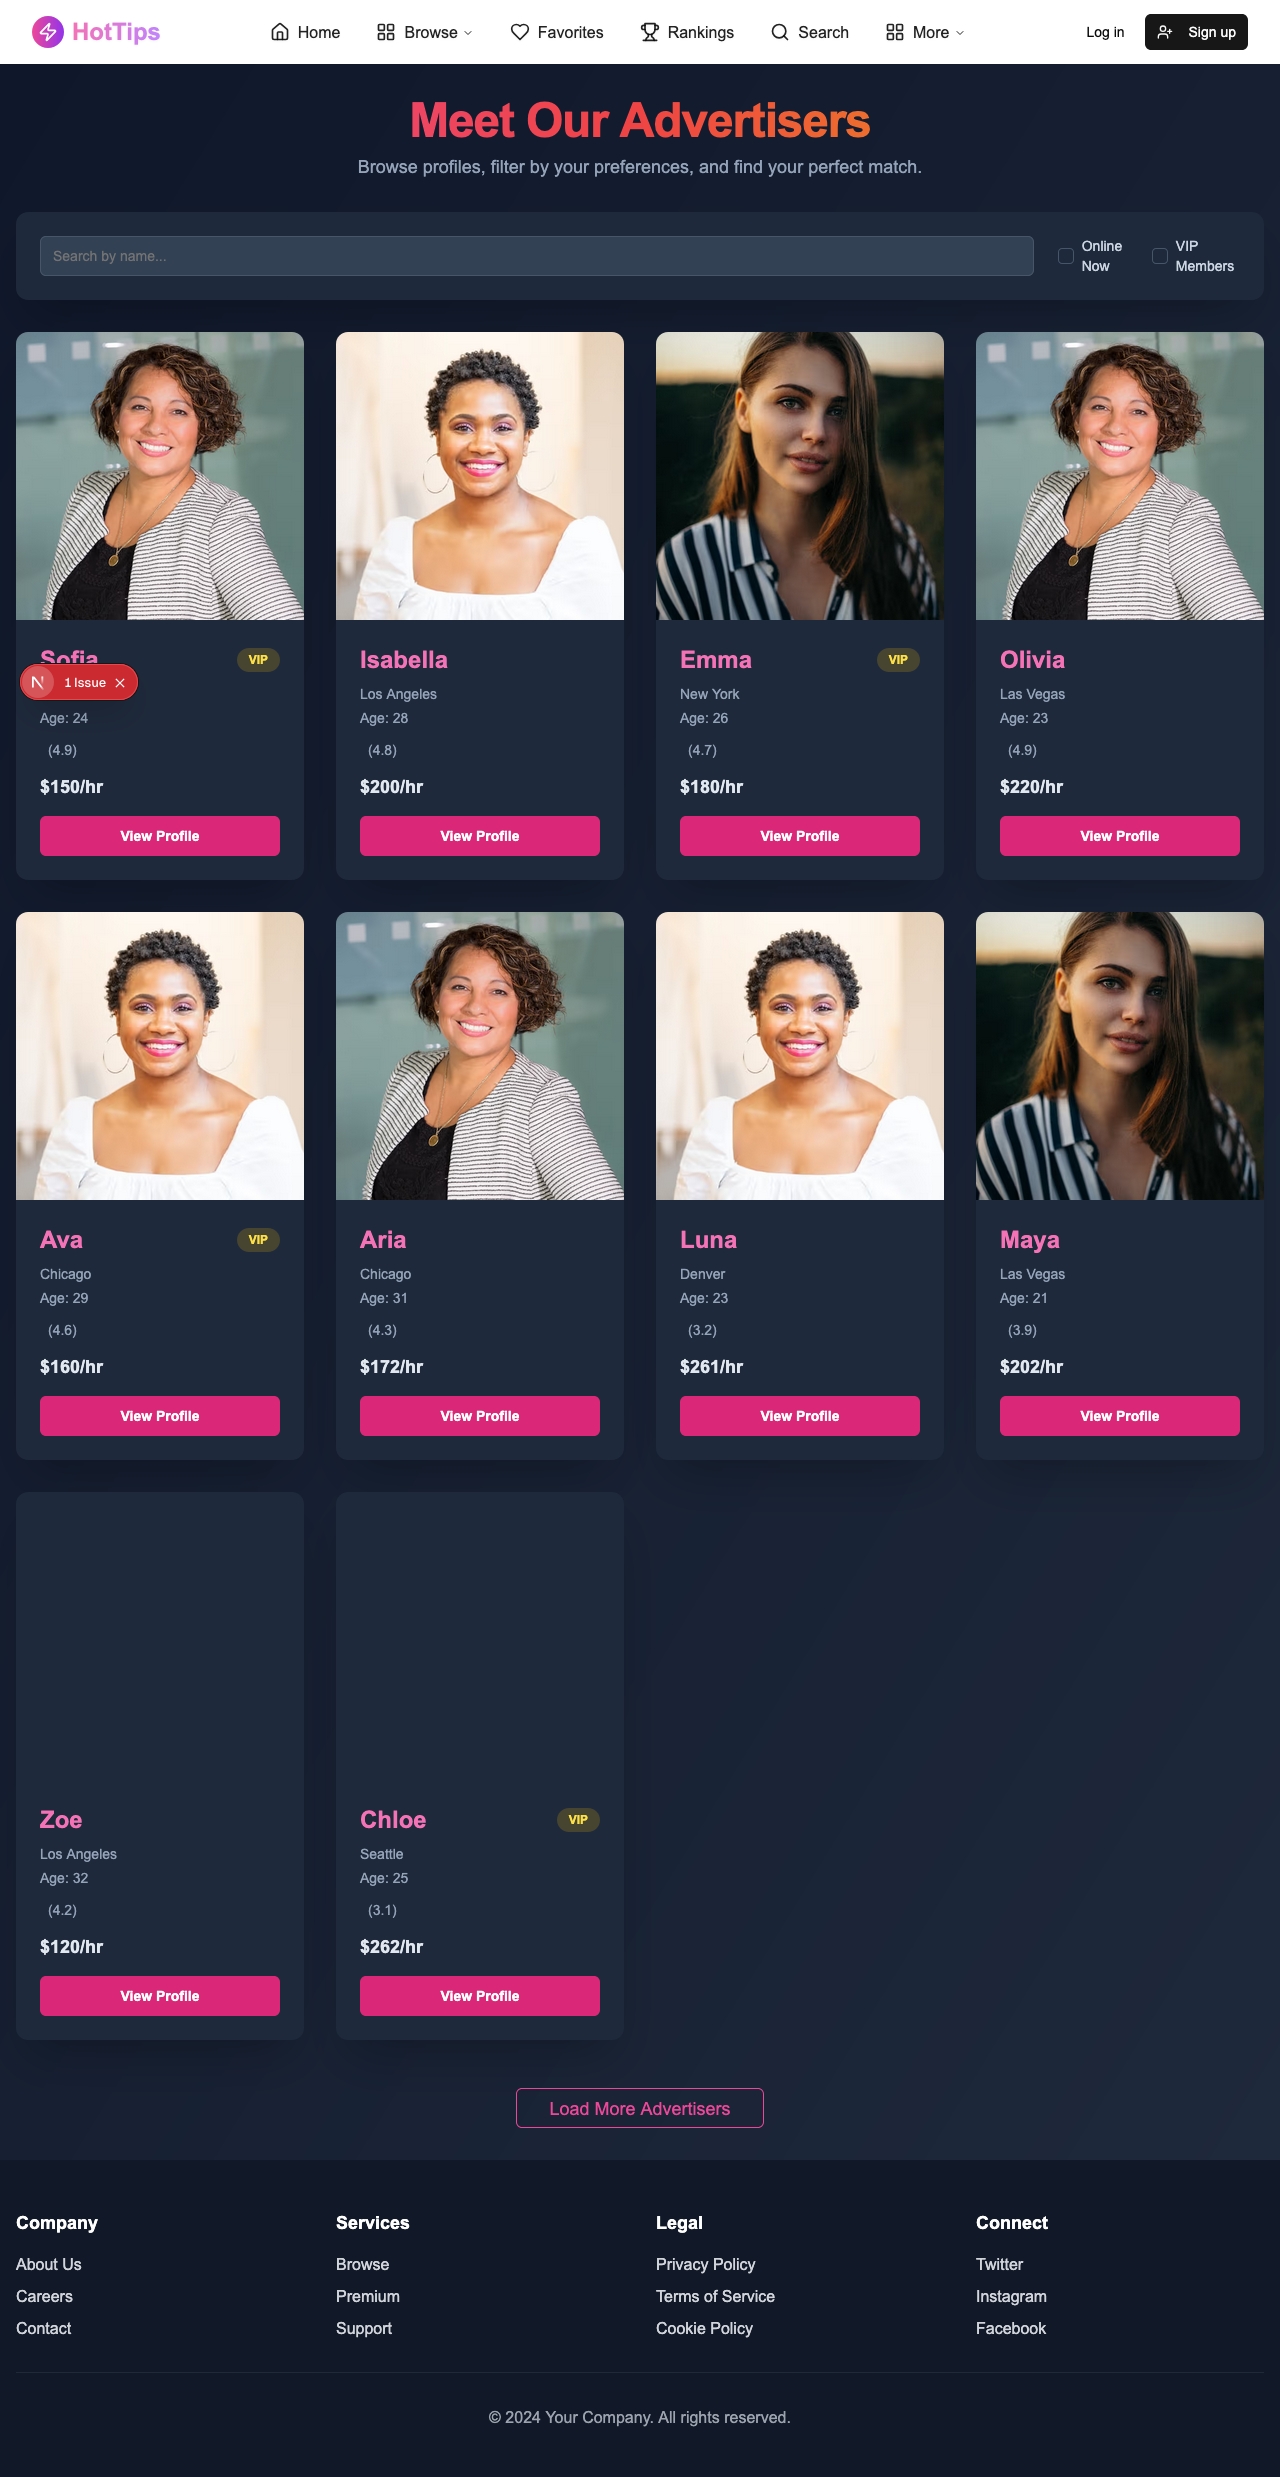 HotTips
Home
Browse
Favorites
Rankings
Search
More
Log in
Sign up
Meet Our Advertisers
Browse profiles, filter by your preferences, and find your perfect match.
Search by name...
Online
Now
VIP
Members
Sofia
VIP
1 Issue
Age: 24
(4.9)
$150/hr
View Profile
Isabella
Los Angeles
Age: 28
(4.8)
$200/hr
View Profile
Emma
VIP
New York
Age: 26
(4.7)
$180/hr
View Profile
Olivia
Las Vegas
Age: 23
(4.9)
$220/hr
View Profile
Ava
VIP
Chicago
Age: 29
(4.6)
$160/hr
View Profile
Aria
Chicago
Age: 31
(4.3)
$172/hr
View Profile
Luna
Denver
Age: 23
(3.2)
$261/hr
View Profile
Maya
Las Vegas
Age: 21
(3.9)
$202/hr
View Profile
Zoe
Los Angeles
Age: 32
(4.2)
$120/hr
View Profile
Chloe
VIP
Seattle
Age: 25
(3.1)
$262/hr
View Profile
Load More Advertisers
Company
About Us
Careers
Contact
Services
Browse
Premium
Support
Legal
Privacy Policy
Terms of Service
Cookie Policy
Connect
Twitter
Instagram
Facebook
© 2024 Your Company. All rights reserved.